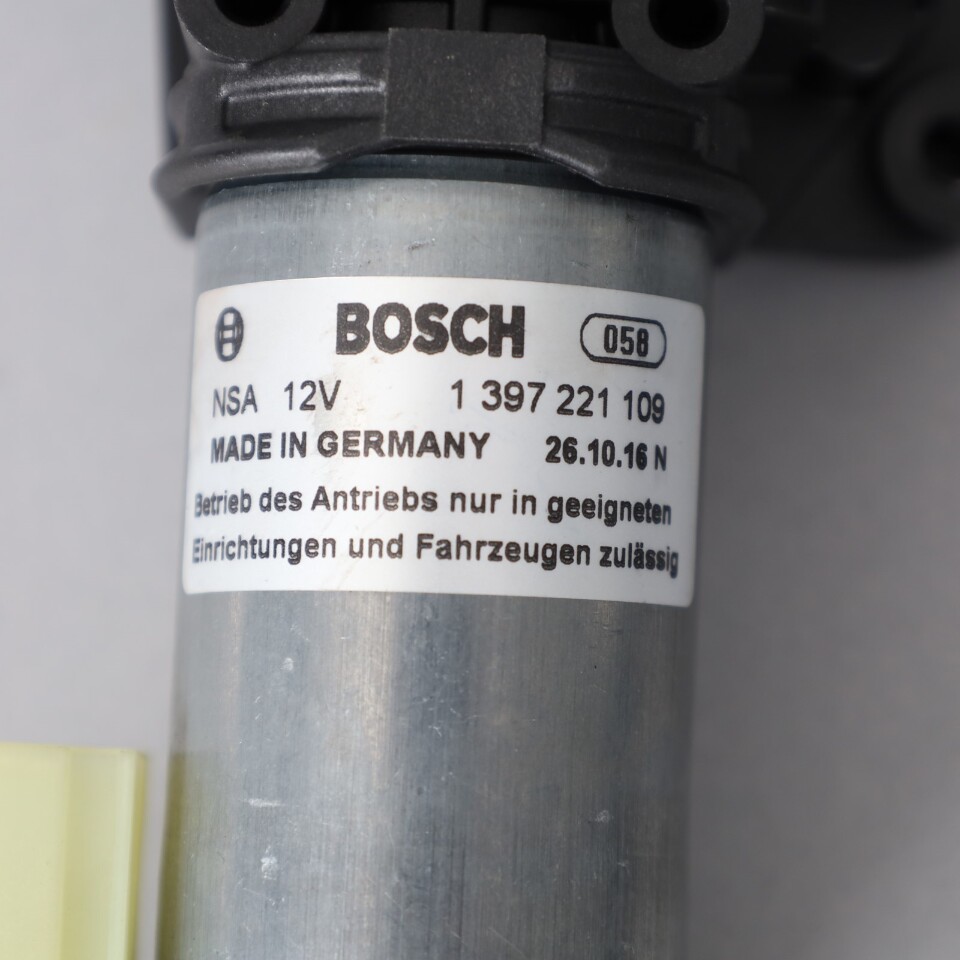 BOSCH 058
NSA 12V 1 397 221 109
MADE IN GERMANY 26.10.16 N
Betrieb des Antriebs nur in geeigneten
Einrichtungen und Fahrzeugen zulässig